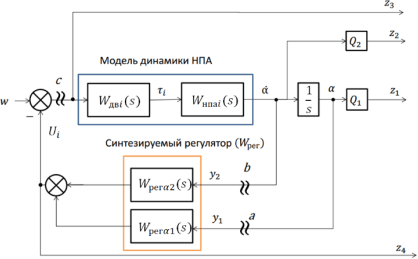 z₃
Q₂
z₂
c
Модель динамики НПА
w
Wдвi(s)
τᵢ
Wнпаi(s)
α̇
1/s
α
Q₁
z₁
−
Uᵢ
Синтезируемый регулятор (Wрег)
Wрегα2(s)
y₂
b
Wрегα1(s)
y₁
a
z₄